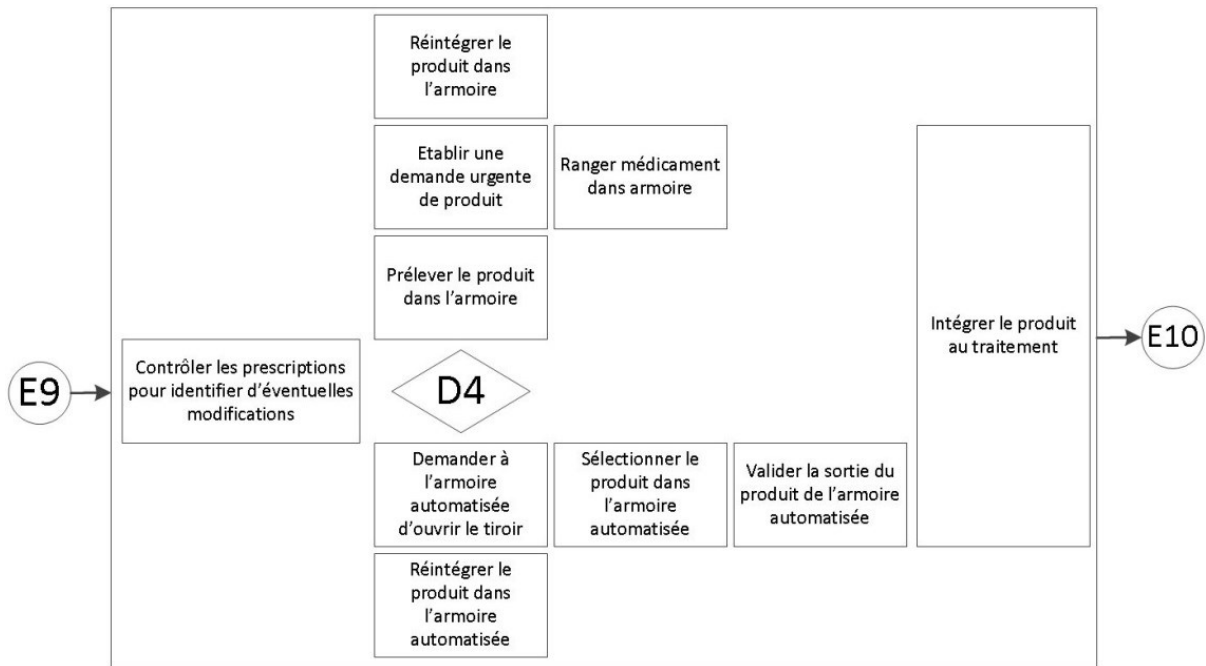 Réintégrer le
produit dans
l’armoire
Etablir une
demande urgente
de produit
Ranger médicament
dans armoire
Prélever le produit
dans l’armoire
Intégrer le produit
au traitement
E9
Contrôler les prescriptions
pour identifier d’éventuelles
modifications
D4
E10
Demander à
l’armoire
automatisée
d’ouvrir le tiroir
Sélectionner le
produit dans
l’armoire
automatisée
Valider la sortie du
produit de l’armoire
automatisée
Réintégrer le
produit dans
l’armoire
automatisée